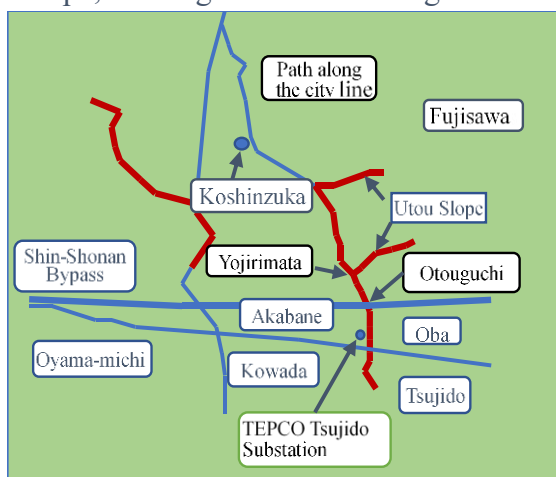 Path along
the city line
Fujisawa
Koshinzuka
Utou Slope
Shin-Shonan
Bypass
Yojirimata
Otouguchi
Akabane
Oba
Oyama-michi
Kowada
Tsujido
TEPCO Tsujido
Substation